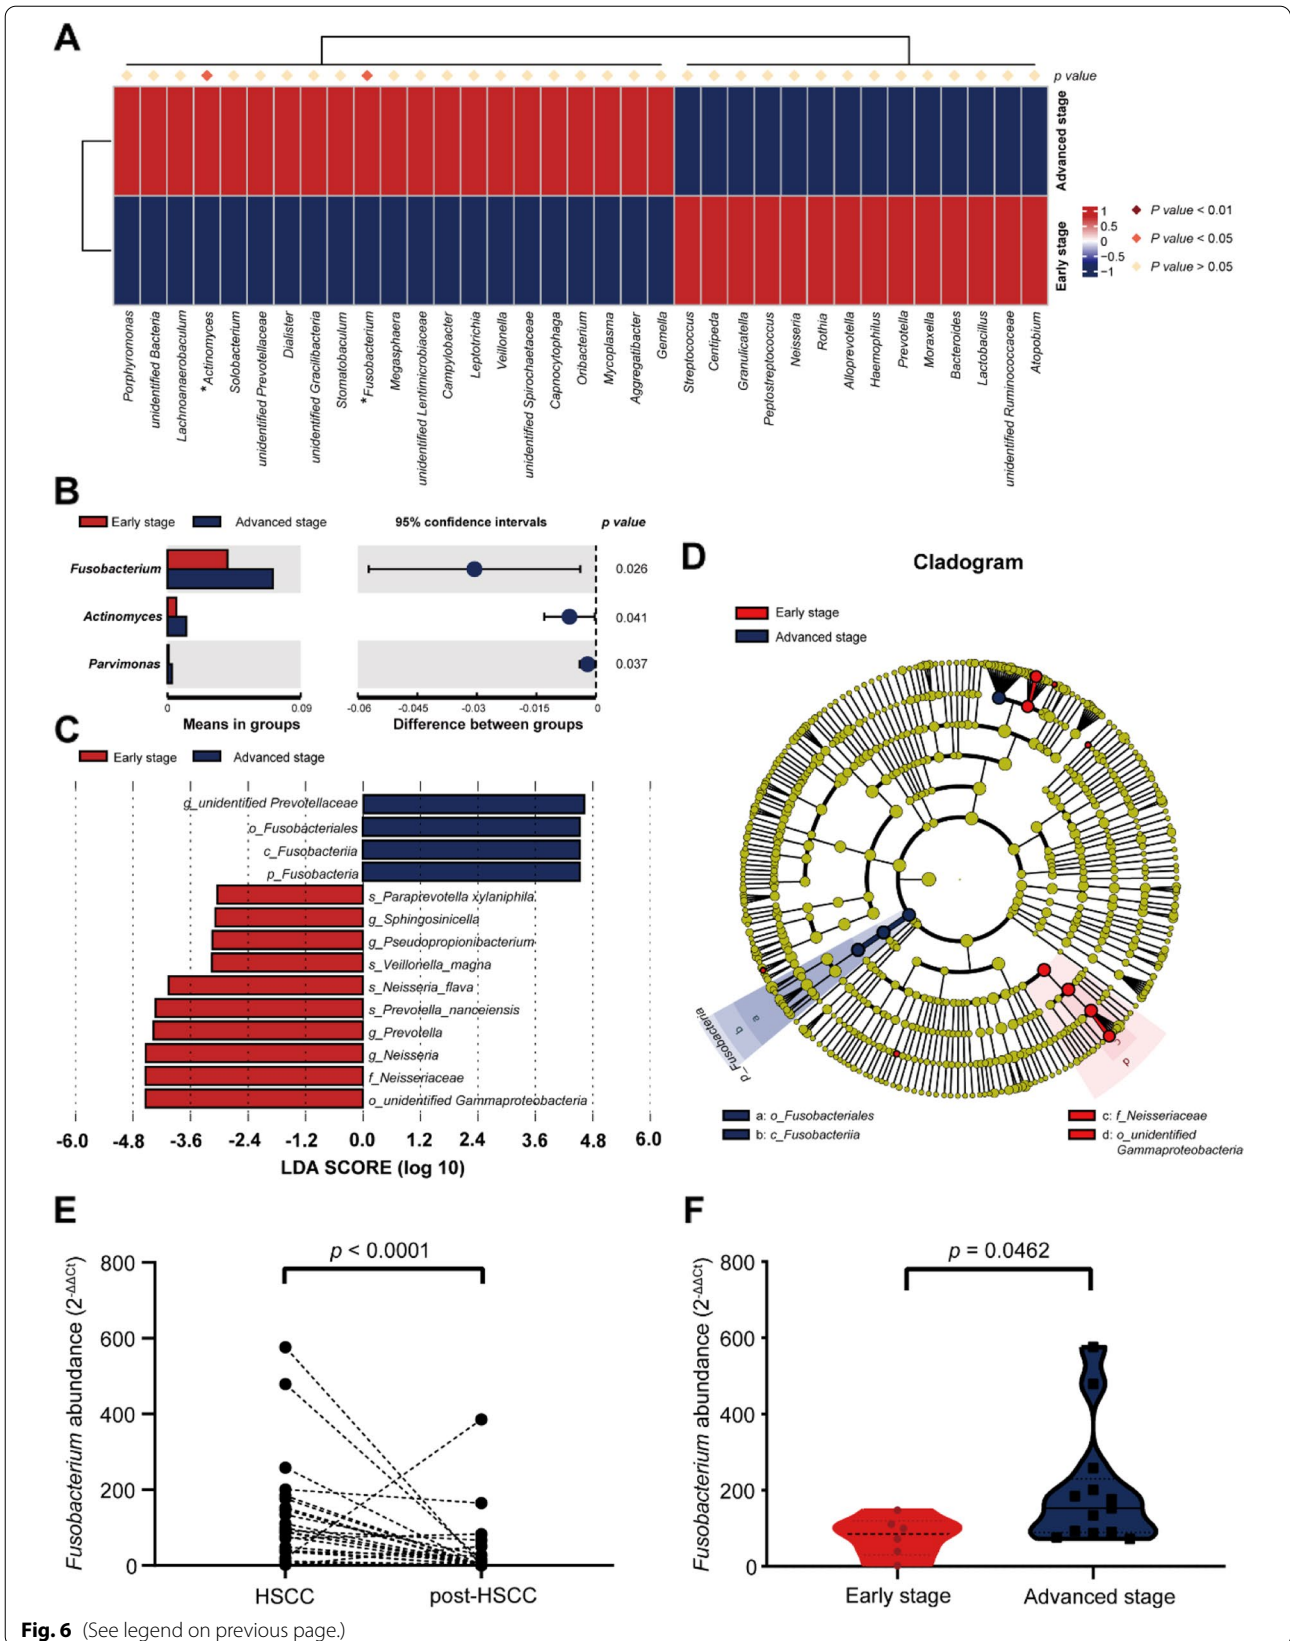 A
p value
Advanced stage
Early stage
1
0.5
0
−0.5
−1
P value < 0.01
P value < 0.05
P value > 0.05
Porphyromonas
unidentified Bacteria
Lachnoanaerobaculum
*Actinomyces
Solobacterium
unidentified Prevotellaceae
Dialister
unidentified Gracilibacteria
Stomatobaculum
*Fusobacterium
Megasphaera
unidentified Lentimicrobiaceae
Campylobacter
Leptotrichia
Veillonella
unidentified Spirochaetaceae
Capnocytophaga
Oribacterium
Mycoplasma
Aggregatibacter
Gemella
Streptococcus
Centipeda
Granulicatella
Peptostreptococcus
Neisseria
Rothia
Alloprevotella
Haemophilus
Prevotella
Moraxella
Bacteroides
Lactobacillus
unidentified Ruminococcaceae
Atopobium
B
Early stage
Advanced stage
95% confidence intervals
p value
Fusobacterium
0.026
Actinomyces
0.041
Parvimonas
0.037
0
0.09
-0.06
-0.045
-0.03
-0.015
0
Means in groups
Difference between groups
C
Early stage
Advanced stage
g_unidentified Prevotellaceae
o_Fusobacteriales
c_Fusobacteriia
p_Fusobacteria
s_Paraprevotella xylaniphila
g_Sphingosinicella
g_Pseudopropionibacterium
s_Veillonella_magna
s_Neisseria_flava
s_Prevotella_nanceiensis
g_Prevotella
g_Neisseria
f_Neisseriaceae
o_unidentified Gammaproteobacteria
-6.0
-4.8
-3.6
-2.4
-1.2
0.0
1.2
2.4
3.6
4.8
6.0
LDA SCORE (log 10)
D
Cladogram
Early stage
Advanced stage
p_Fusobacteria
b
a
c
d
a: o_Fusobacteriales
b: c_Fusobacteriia
c: f_Neisseriaceae
d: o_unidentified
Gammaproteobacteria
E
p < 0.0001
Fusobacterium abundance (2-ΔΔCt)
800
600
400
200
0
HSCC
post-HSCC
F
p = 0.0462
Fusobacterium abundance (2-ΔΔCt)
800
600
400
200
0
Early stage
Advanced stage
Fig. 6 (See legend on previous page.)